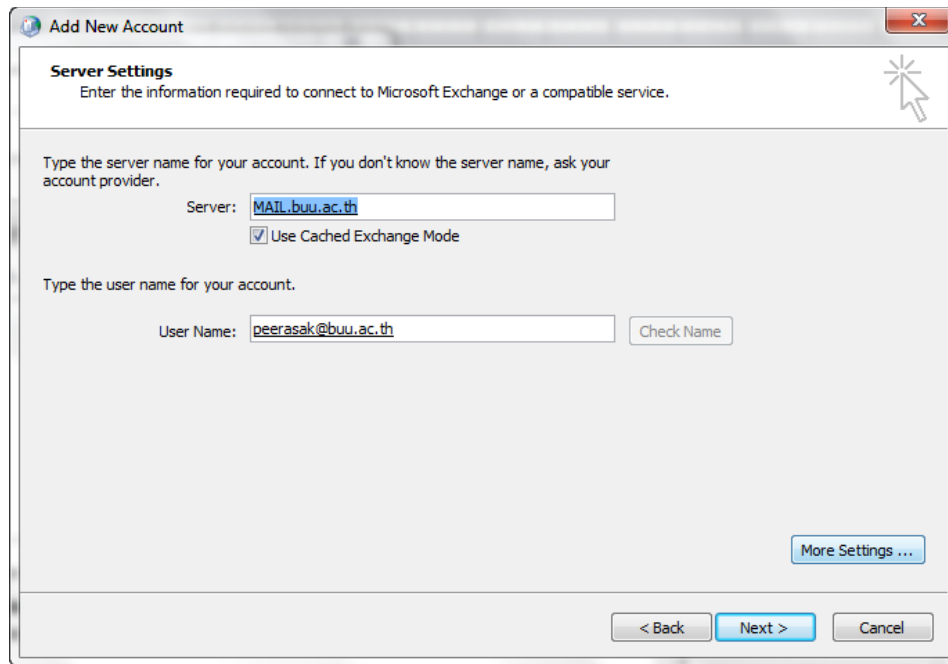 Add New Account
Server Settings
Enter the information required to connect to Microsoft Exchange or a compatible service.
Type the server name for your account. If you don't know the server name, ask your
account provider.
Server: MAIL.buu.ac.th
Use Cached Exchange Mode
Type the user name for your account.
User Name: peerasak@buu.ac.th Check Name
More Settings ...
< Back Next > Cancel